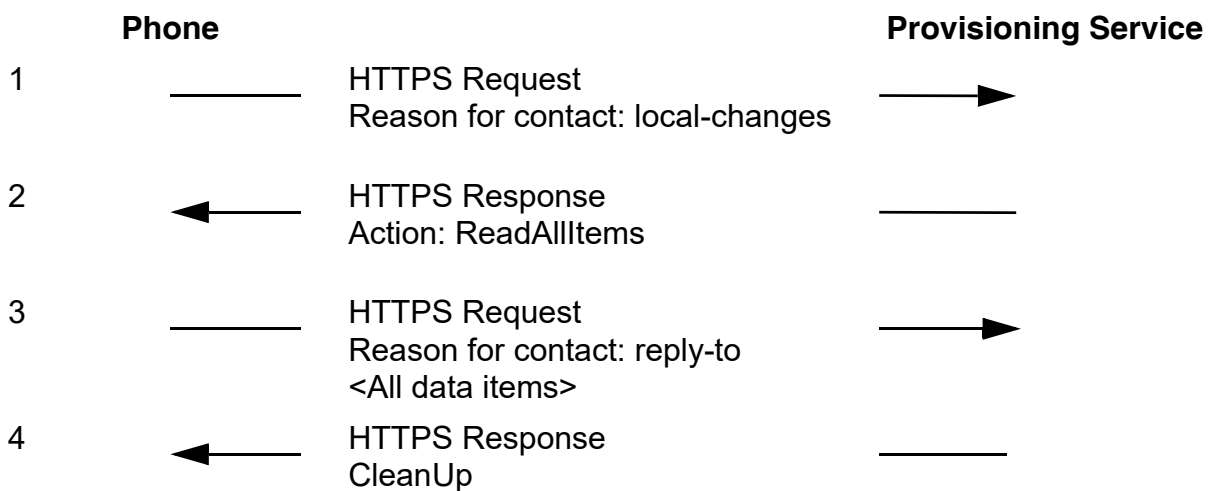 Phone Provisioning Service
1 HTTPS Request
Reason for contact: local-changes
2 HTTPS Response
Action: ReadAllItems
3 HTTPS Request
Reason for contact: reply-to
<All data items>
4 HTTPS Response
CleanUp